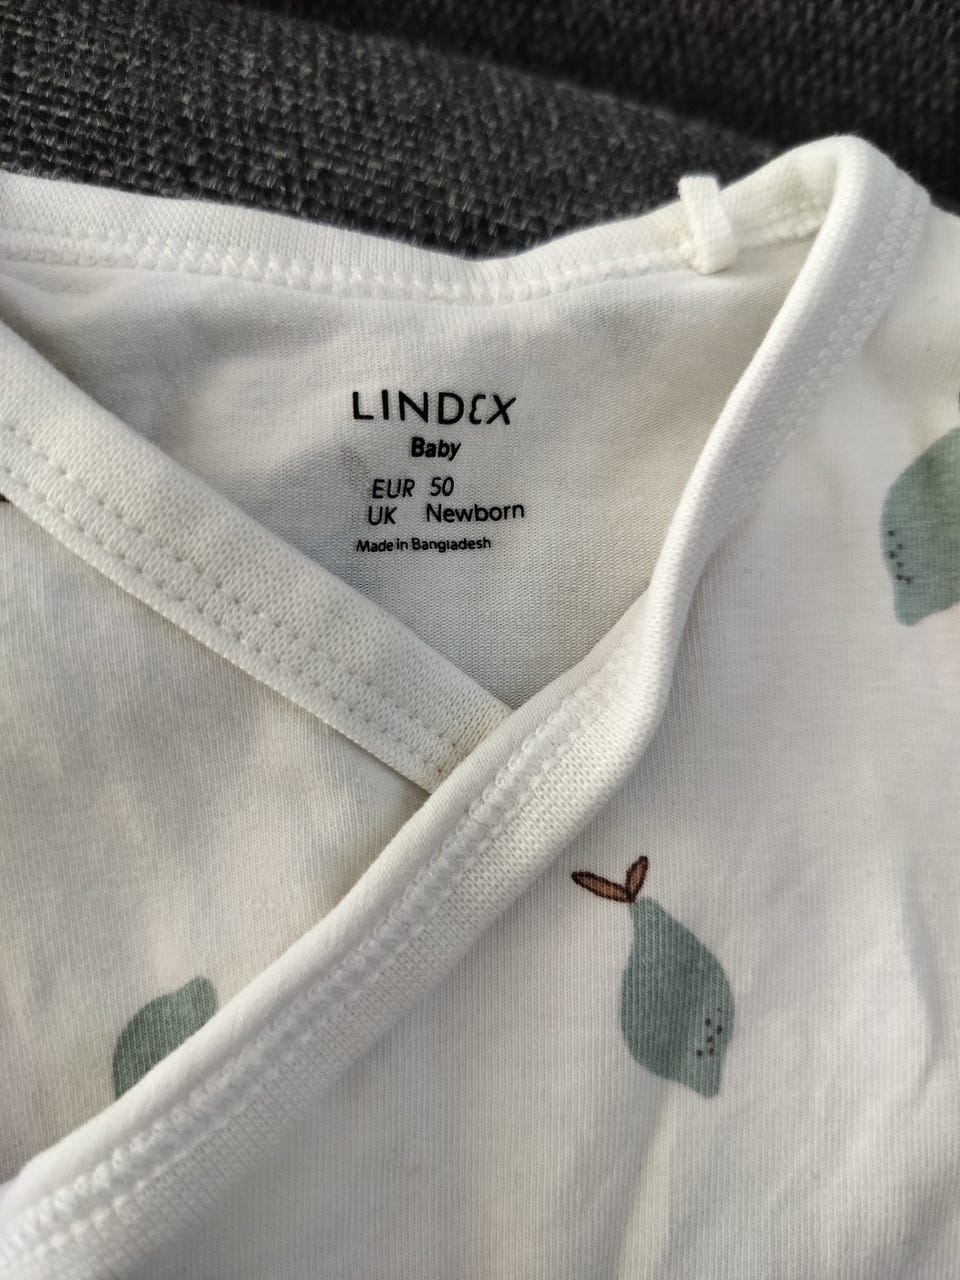 LINDEX
Baby
EUR 50
UK Newborn
Made in Bangladesh